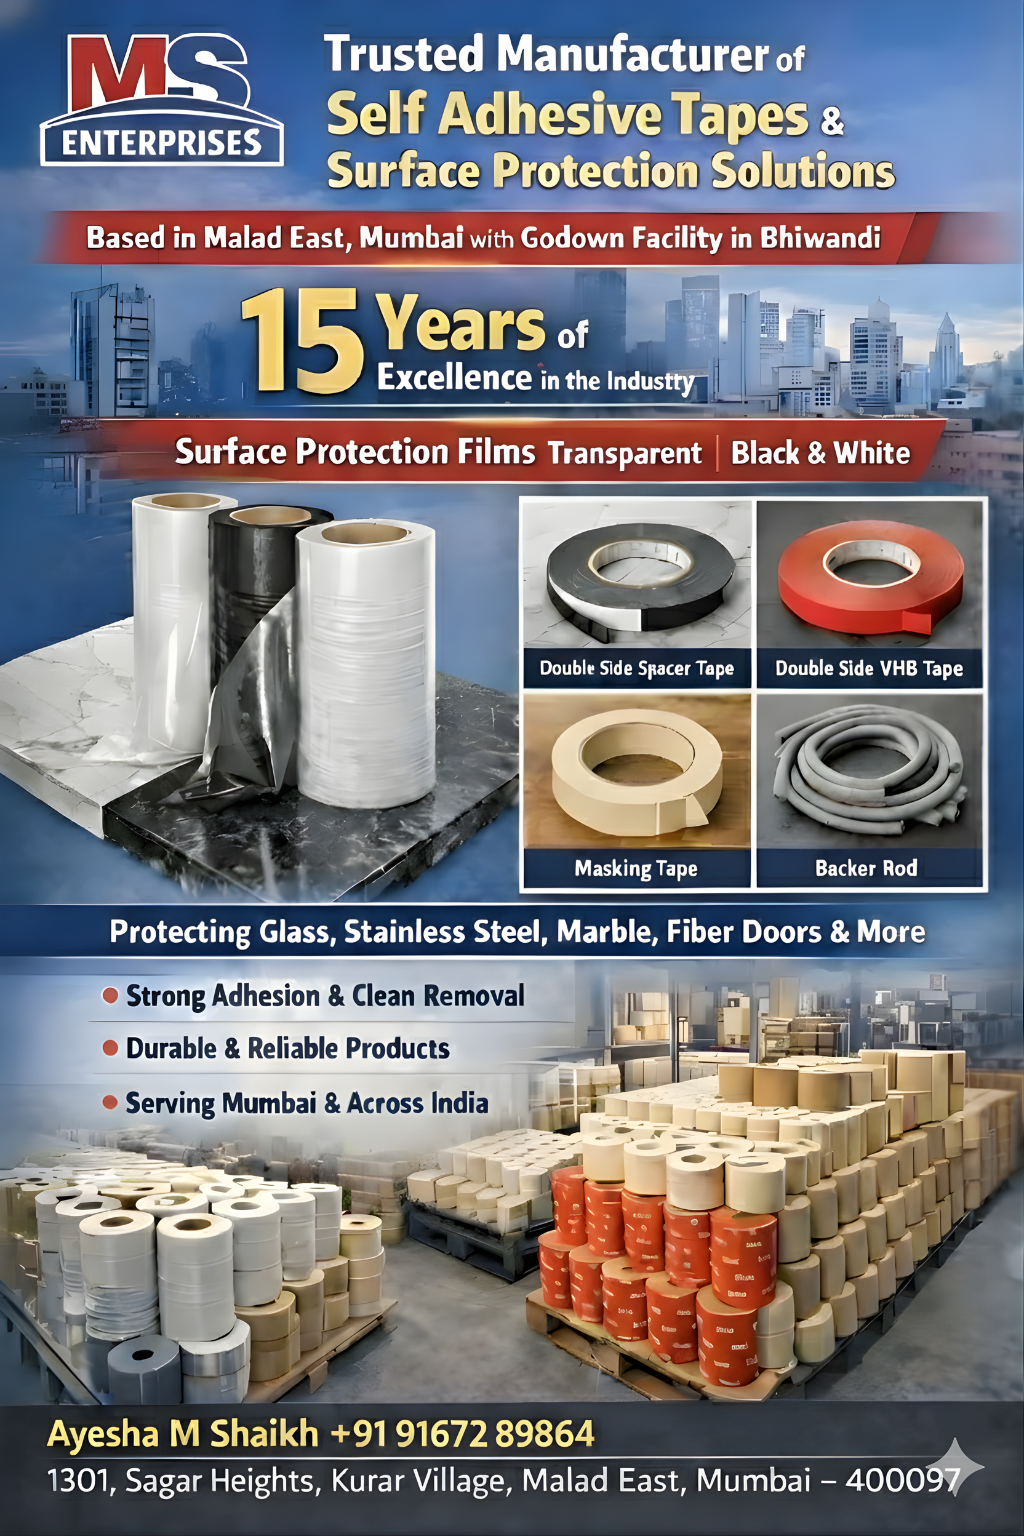 MS
ENTERPRISES
Trusted Manufacturer of
Self Adhesive Tapes &
Surface Protection Solutions
Based in Malad East, Mumbai with Godown Facility in Bhiwandi
15 Years of
Excellence in the Industty
Surface Protection Films Transparent | Black & White
Double Side Spacer Tape
Double Side VHB Tape
Masking Tape
Backer Rod
Protecting Glass, Stainless Steel, Marble, Fiber Doors & More
Strong Adhesion & Clean Removal
Durable & Reliable Products
Serving Mumbai & Across India
Ayesha M Shaikh +91 91672 89864
1301, Sagar Heights, Kurar Village, Malad East, Mumbai – 400097